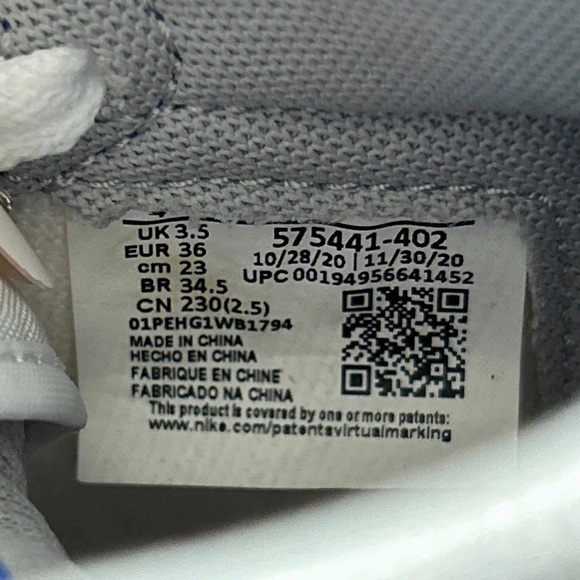 UK 3.5
EUR 36
cm 23
BR 34.5
CN 230(2.5)
575441-402
10/28/20 | 11/30/20
UPC 00194956641452
01PEHG1WB1794
MADE IN CHINA
HECHO EN CHINA
FABRIQUE EN CHINE
FABRICADO NA CHINA
This product is covered by one or more patents:
www.nike.com/patentsvirtualmarking